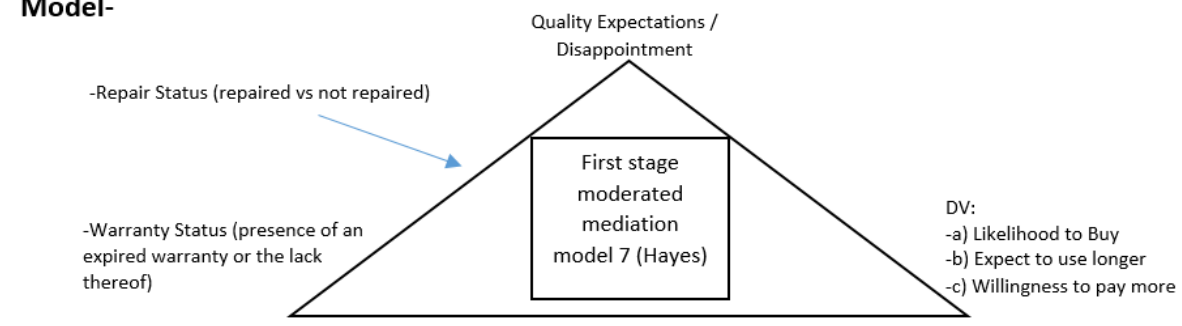 Model-
Quality Expectations /
Disappointment
-Repair Status (repaired vs not repaired)
First stage
moderated
mediation
model 7 (Hayes)
-Warranty Status (presence of an
expired warranty or the lack
thereof)
DV:
-a) Likelihood to Buy
-b) Expect to use longer
-c) Willingness to pay more